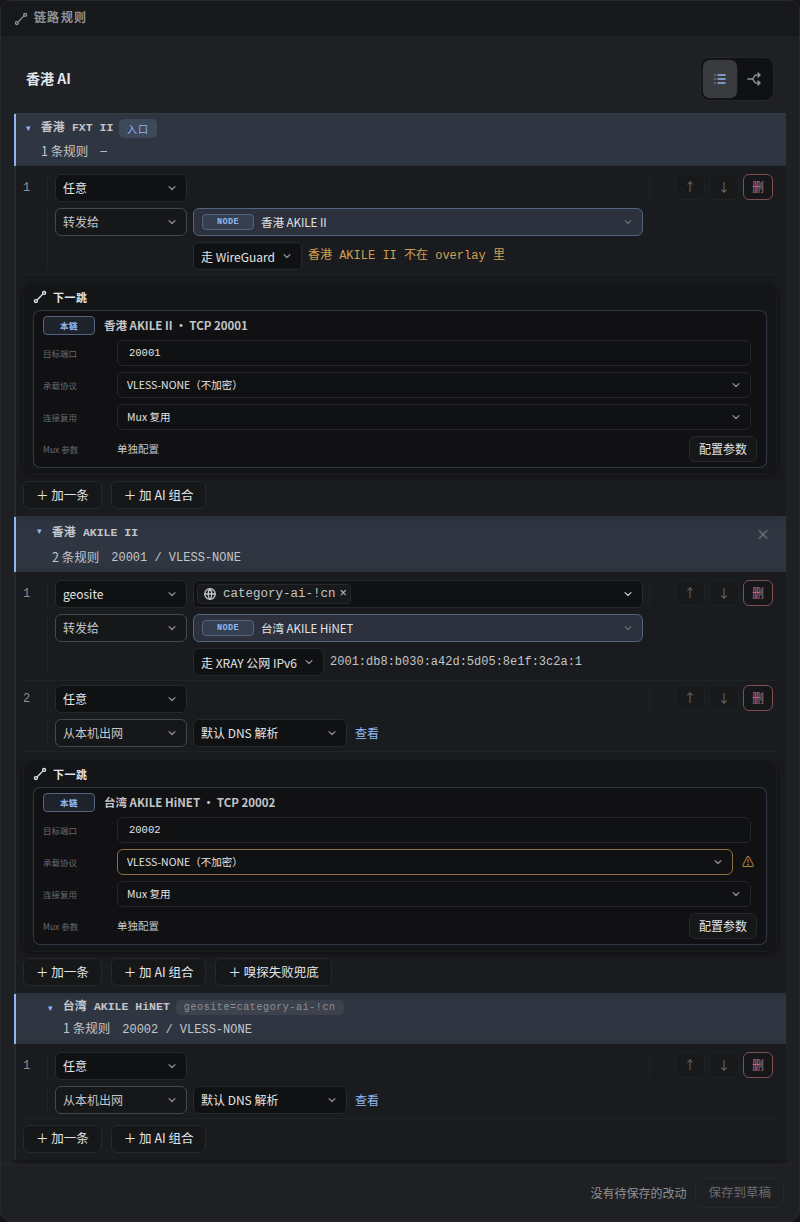 链路规则
香港 AI
▾ 香港 FXT II 入口
1 条规则 —
1 任意 ↑ ↓ 删
转发给 NODE 香港 AKILE II
走 WireGuard 香港 AKILE II 不在 overlay 里
下一跳
本链 香港 AKILE II • TCP 20001
目标端口 20001
承载协议 VLESS-NONE（不加密）
连接复用 Mux 复用
Mux 参数 单独配置 配置参数
＋ 加一条 ＋ 加 AI 组合
▾ 香港 AKILE II ×
2 条规则 20001 / VLESS-NONE
1 geosite category-ai-!cn × ↑ ↓ 删
转发给 NODE 台湾 AKILE HiNET
走 XRAY 公网 IPv6 2001:db8:b030:a42d:5d05:8e1f:3c2a:1
2 任意 ↑ ↓ 删
从本机出网 默认 DNS 解析 查看
下一跳
本链 台湾 AKILE HiNET • TCP 20002
目标端口 20002
承载协议 VLESS-NONE（不加密）
连接复用 Mux 复用
Mux 参数 单独配置 配置参数
＋ 加一条 ＋ 加 AI 组合 ＋ 嗅探失败兜底
▾ 台湾 AKILE HiNET geosite=category-ai-!cn
1 条规则 20002 / VLESS-NONE
1 任意 ↑ ↓ 删
从本机出网 默认 DNS 解析 查看
＋ 加一条 ＋ 加 AI 组合
没有待保存的改动 保存到草稿